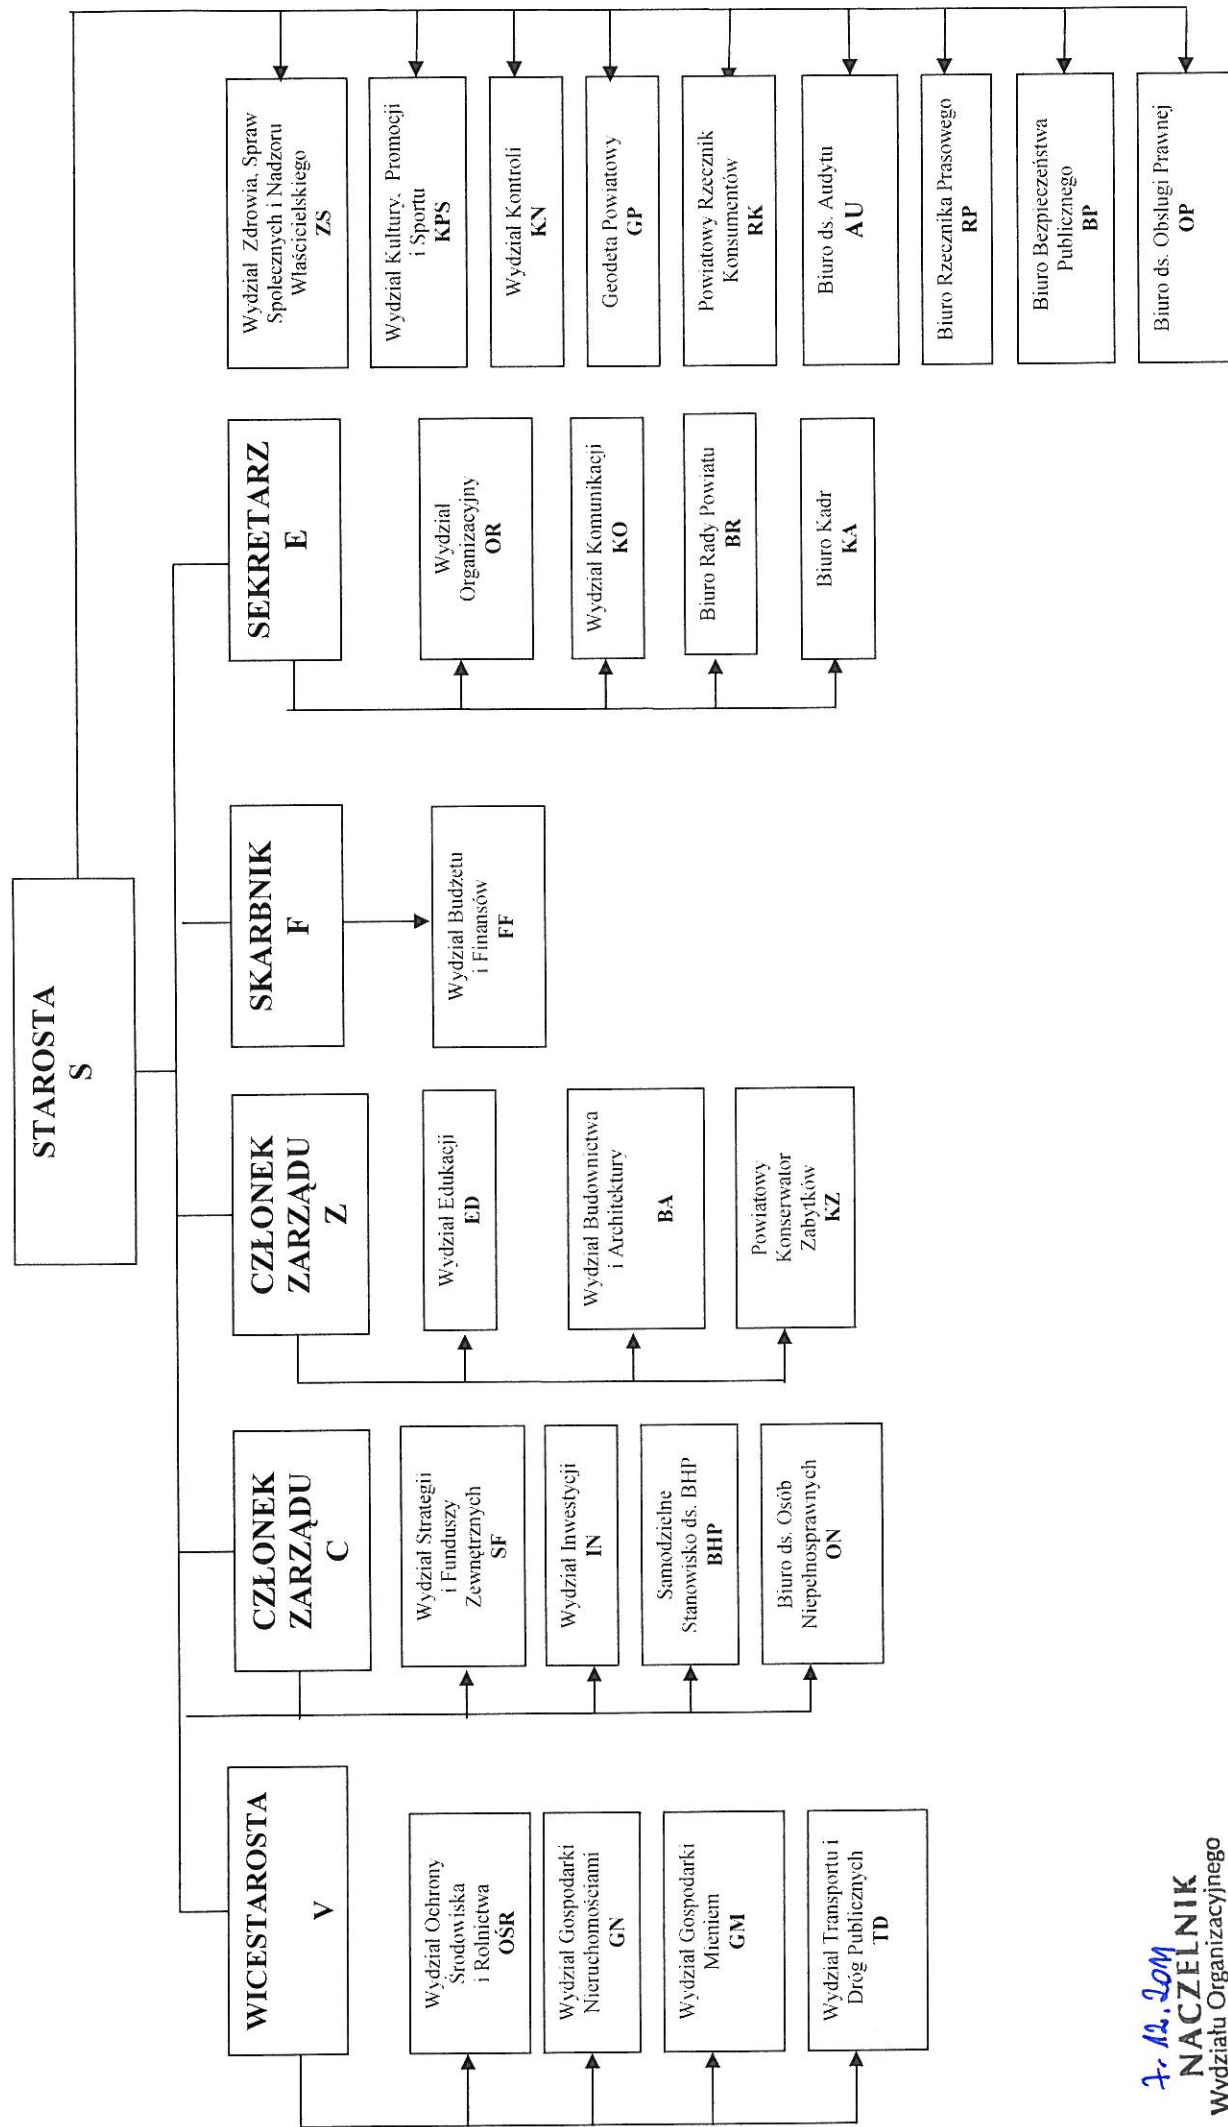 STAROSTA
S
WICESTAROSTA
V
Wydział Ochrony
Środowiska
i Rolnictwa
OŚR
Wydział Gospodarki
Nieruchomościami
GN
Wydział Gospodarki
Mieniem
GM
Wydział Transportu i
Dróg Publicznych
TD
CZŁONEK
ZARZĄDU
C
Wydział Strategii
i Funduszy
Zewnętrznych
SF
Wydział Inwestycji
IN
Samodzielne
Stanowisko ds. BHP
BHP
Biuro ds. Osób
Niepełnosprawnych
ON
CZŁONEK
ZARZĄDU
Z
Wydział Edukacji
ED
Wydział Budownictwa
i Architektury
BA
Powiatowy
Konserwator
Zabytków
KZ
SKARBNIK
F
Wydział Budżetu
i Finansów
FF
SEKRETARZ
E
Wydział
Organizacyjny
OR
Wydział Komunikacji
KO
Biuro Rady Powiatu
BR
Biuro Kadr
KA
Wydział Zdrowia, Spraw
Społecznych i Nadzoru
Właścicielskiego
ZS
Wydział Kultury, Promocji
i Sportu
KPS
Wydział Kontroli
KN
Geodeta Powiatowy
GP
Powiatowy Rzecznik
Konsumentów
RK
Biuro ds. Audytu
AU
Biuro Rzecznika Prasowego
RP
Biuro Bezpieczeństwa
Publicznego
BP
Biuro ds. Obsługi Prawnej
OP
7.12.2011
NACZELNIK
Wydziału Organizacyjnego